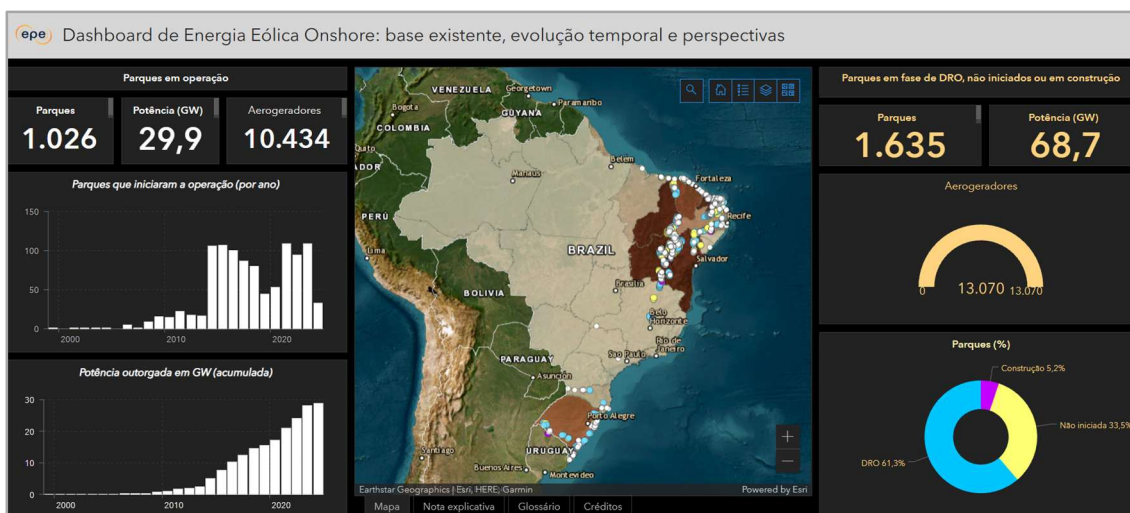 epe Dashboard de Energia Eólica Onshore: base existente, evolução temporal e perspectivas
Parques em operação
Parques
1.026
Potência (GW)
29,9
Aerogeradores
10.434
Parques que iniciaram a operação (por ano)
150
100
50
0
2000
2010
2020
Potência outorgada em GW (acumulada)
30
20
10
0
2000
2010
2020
VENEZUELA
Georgetown
Paramaribo
Bogota
GUYANA
COLOMBIA
Quito
ADOR
Belem
Manaus
Fortaleza
PERÚ
Recife
Lima
BRAZIL
Salvador
Brasilia
BOLIVIA
Belo
Horizonte
Rio de
Janeiro
Sao Paulo
PARAGUAY
Asunción
Porto Alegre
Santiago
URUGUAY
Buenos Aires
Montevideo
+
−
Earthstar Geographics | Esri, HERE, Garmin
Powered by Esri
Mapa
Nota explicativa
Glossário
Créditos
Parques em fase de DRO, não iniciados ou em construção
Parques
1.635
Potência (GW)
68,7
Aerogeradores
0
13.070
13.070
Parques (%)
Construção 5,2%
Não iniciada 33,5%
DRO 61,3%